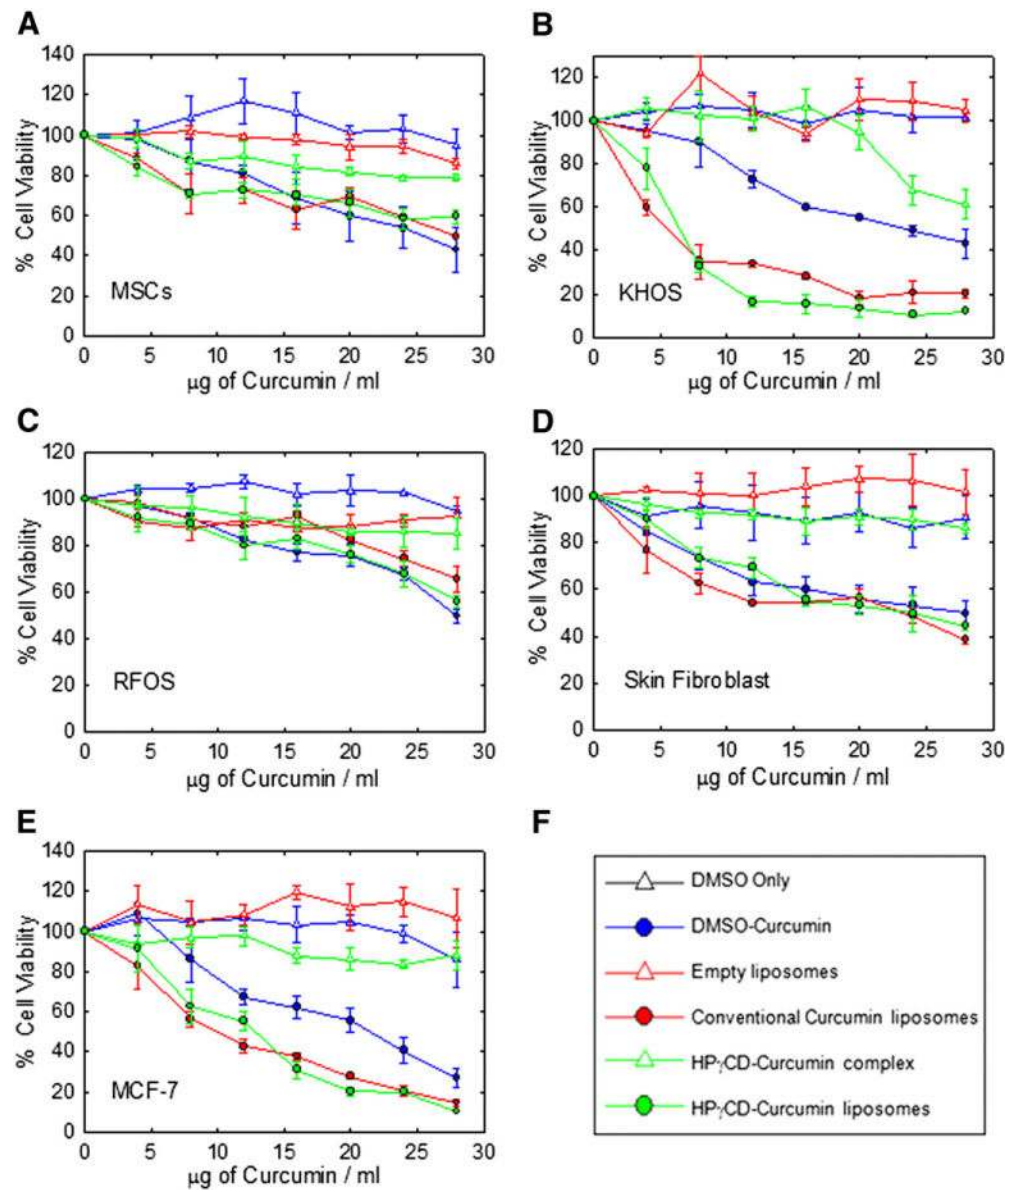 A
140
120
100
80
60
40
20
0
% Cell Viability
MSCs
0 5 10 15 20 25 30
μg of Curcumin / ml
B
120
100
80
60
40
20
0
% Cell Viability
KHOS
0 5 10 15 20 25 30
μg of Curcumin / ml
C
120
100
80
60
40
20
0
% Cell Viability
RFOS
0 5 10 15 20 25 30
μg of Curcumin / ml
D
120
100
80
60
40
20
0
% Cell Viability
Skin Fibroblast
0 5 10 15 20 25 30
μg of Curcumin / ml
E
140
120
100
80
60
40
20
0
% Cell Viability
MCF-7
0 5 10 15 20 25 30
μg of Curcumin / ml
F
DMSO Only
DMSO-Curcumin
Empty liposomes
Conventional Curcumin liposomes
HPγCD-Curcumin complex
HPγCD-Curcumin liposomes